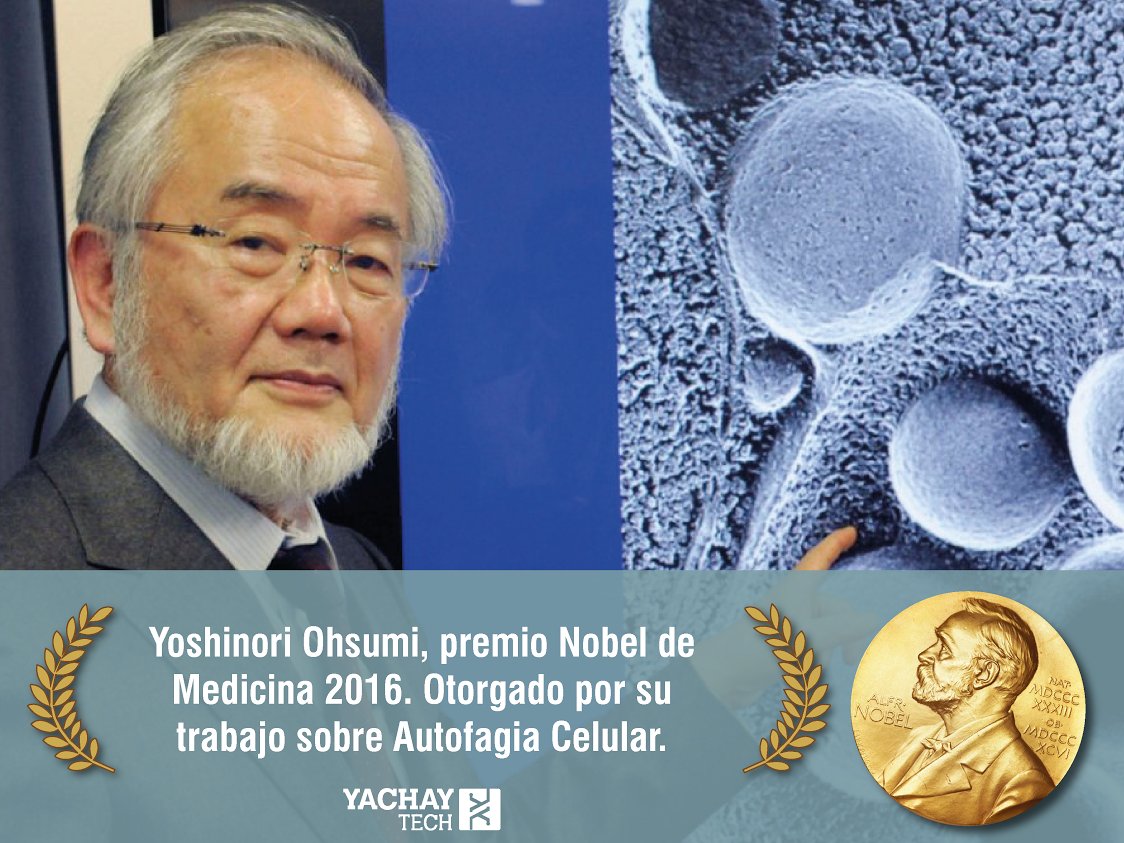 Yoshinori Ohsumi, premio Nobel de
Medicina 2016. Otorgado por su
trabajo sobre Autofagia Celular.
YACHAY
TECH
ALFR·
NOBEL
NAT·
MDCCC
XXXIII
OB·
MDCCC
XCVI